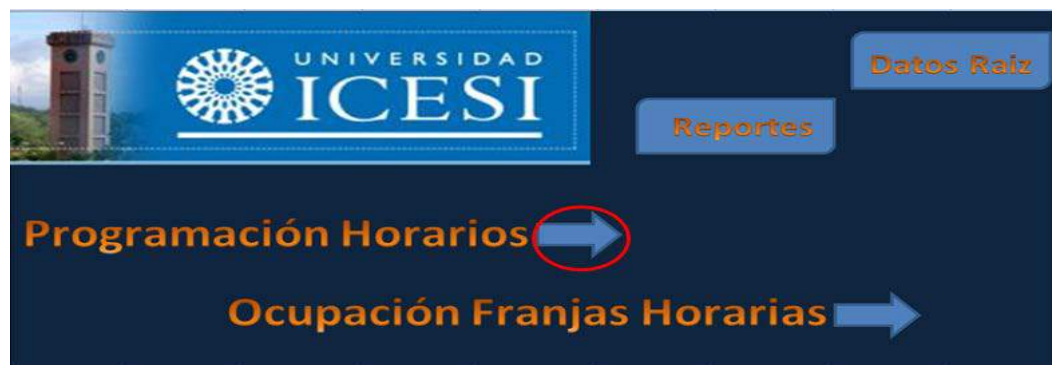 UNIVERSIDAD
ICESI
Datos Raiz
Reportes
Programación Horarios
Ocupación Franjas Horarias